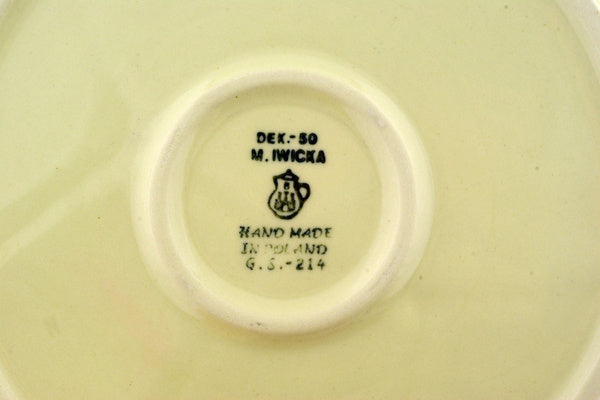 DEK.-50
M. IWICKA
HAND MADE
IN POLAND
G.S.-214